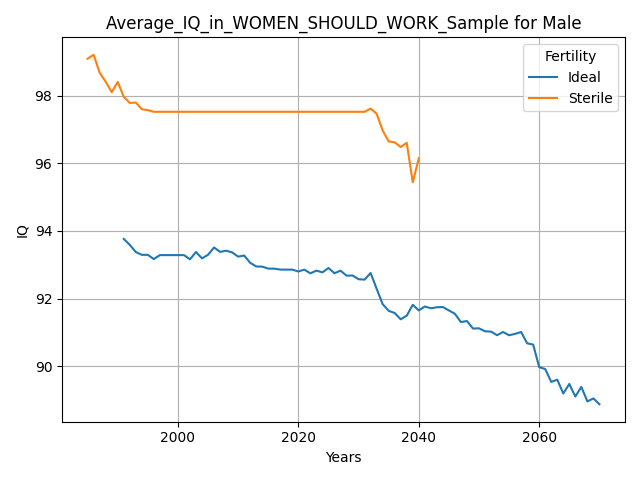 Average_IQ_in_WOMEN_SHOULD_WORK_Sample for Male
Fertility
Ideal
Sterile
98
96
94
92
90
IQ
2000
2020
2040
2060
Years